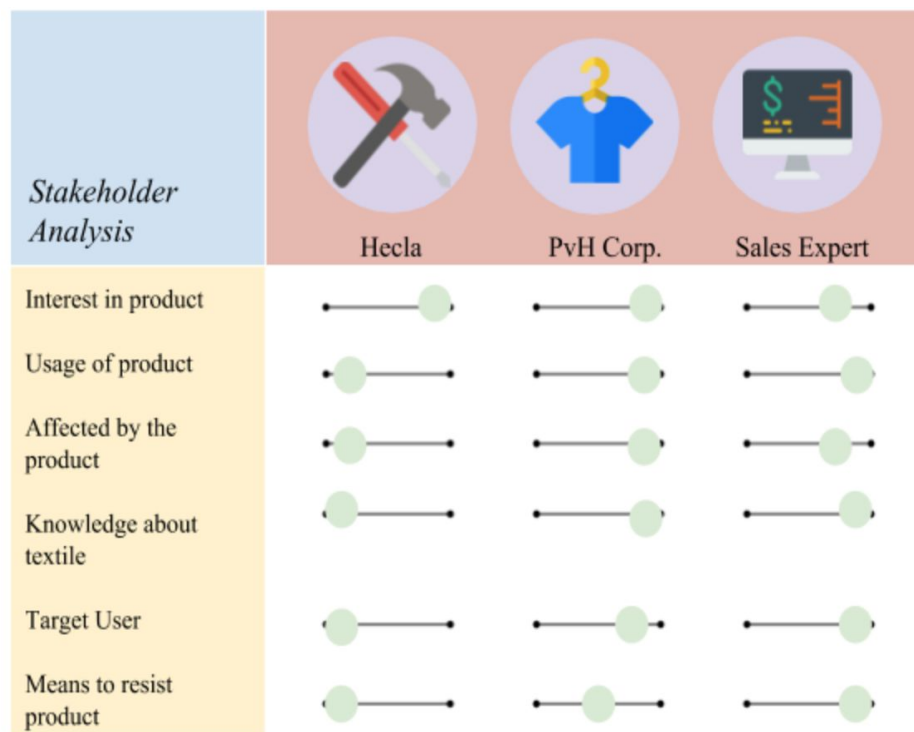 Stakeholder
Analysis
Hecla
PvH Corp.
Sales Expert
Interest in product
Usage of product
Affected by the
product
Knowledge about
textile
Target User
Means to resist
product